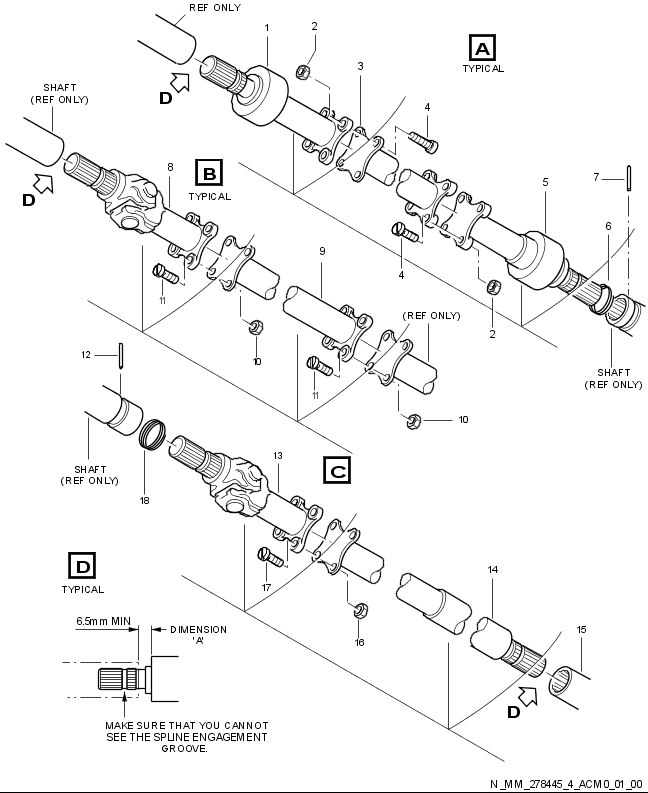 REF ONLY
1
2
A
TYPICAL
3
SHAFT
(REF ONLY)
D
4
8
B
TYPICAL
7
5
D
6
9
4
11
(REF ONLY)
2
10
12
11
SHAFT
(REF ONLY)
10
13
C
SHAFT
(REF ONLY)
18
D
TYPICAL
17
14
16
15
6.5mm MIN
DIMENSION
'A'
D
MAKE SURE THAT YOU CANNOT
SEE THE SPLINE ENGAGEMENT
GROOVE.
N_MM_278445_4_ACM0_01_00